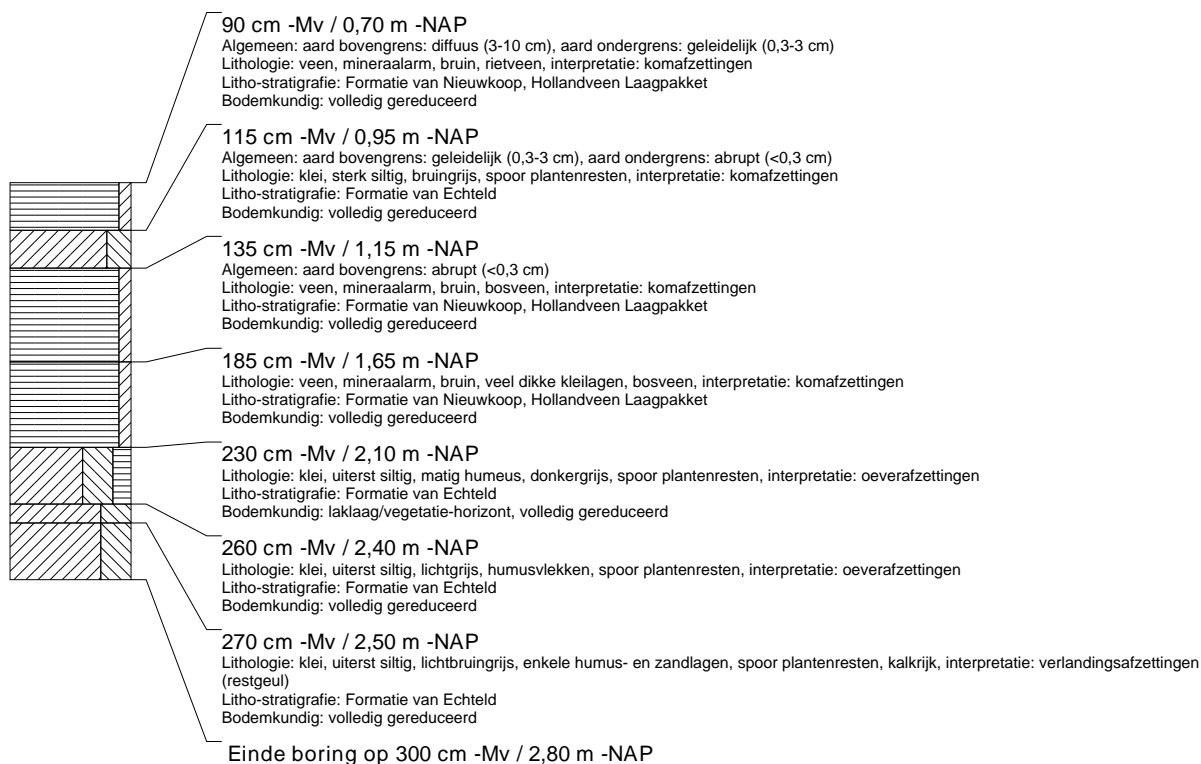 90 cm -Mv / 0,70 m -NAP
Algemeen: aard bovengrens: diffuus (3-10 cm), aard ondergrens: geleidelijk (0,3-3 cm)
Lithologie: veen, mineraalarm, bruin, rietveen, interpretatie: komafzettingen
Litho-stratigrafie: Formatie van Nieuwkoop, Hollandveen Laagpakket
Bodemkundig: volledig gereduceerd
115 cm -Mv / 0,95 m -NAP
Algemeen: aard bovengrens: geleidelijk (0,3-3 cm), aard ondergrens: abrupt (<0,3 cm)
Lithologie: klei, sterk siltig, bruingrijs, spoor plantenresten, interpretatie: komafzettingen
Litho-stratigrafie: Formatie van Echteld
Bodemkundig: volledig gereduceerd
135 cm -Mv / 1,15 m -NAP
Algemeen: aard bovengrens: abrupt (<0,3 cm)
Lithologie: veen, mineraalarm, bruin, bosveen, interpretatie: komafzettingen
Litho-stratigrafie: Formatie van Nieuwkoop, Hollandveen Laagpakket
Bodemkundig: volledig gereduceerd
185 cm -Mv / 1,65 m -NAP
Lithologie: veen, mineraalarm, bruin, veel dikke kleilagen, bosveen, interpretatie: komafzettingen
Litho-stratigrafie: Formatie van Nieuwkoop, Hollandveen Laagpakket
Bodemkundig: volledig gereduceerd
230 cm -Mv / 2,10 m -NAP
Lithologie: klei, uiterst siltig, matig humeus, donkergrijs, spoor plantenresten, interpretatie: oeverafzettingen
Litho-stratigrafie: Formatie van Echteld
Bodemkundig: laklaag/vegetatie-horizont, volledig gereduceerd
260 cm -Mv / 2,40 m -NAP
Lithologie: klei, uiterst siltig, lichtgrijs, humusvlekken, spoor plantenresten, interpretatie: oeverafzettingen
Litho-stratigrafie: Formatie van Echteld
Bodemkundig: volledig gereduceerd
270 cm -Mv / 2,50 m -NAP
Lithologie: klei, uiterst siltig, lichtbruingrijs, enkele humus- en zandlagen, spoor plantenresten, kalkrijk, interpretatie: verlandingsafzettingen
(restgeul)
Litho-stratigrafie: Formatie van Echteld
Bodemkundig: volledig gereduceerd
Einde boring op 300 cm -Mv / 2,80 m -NAP